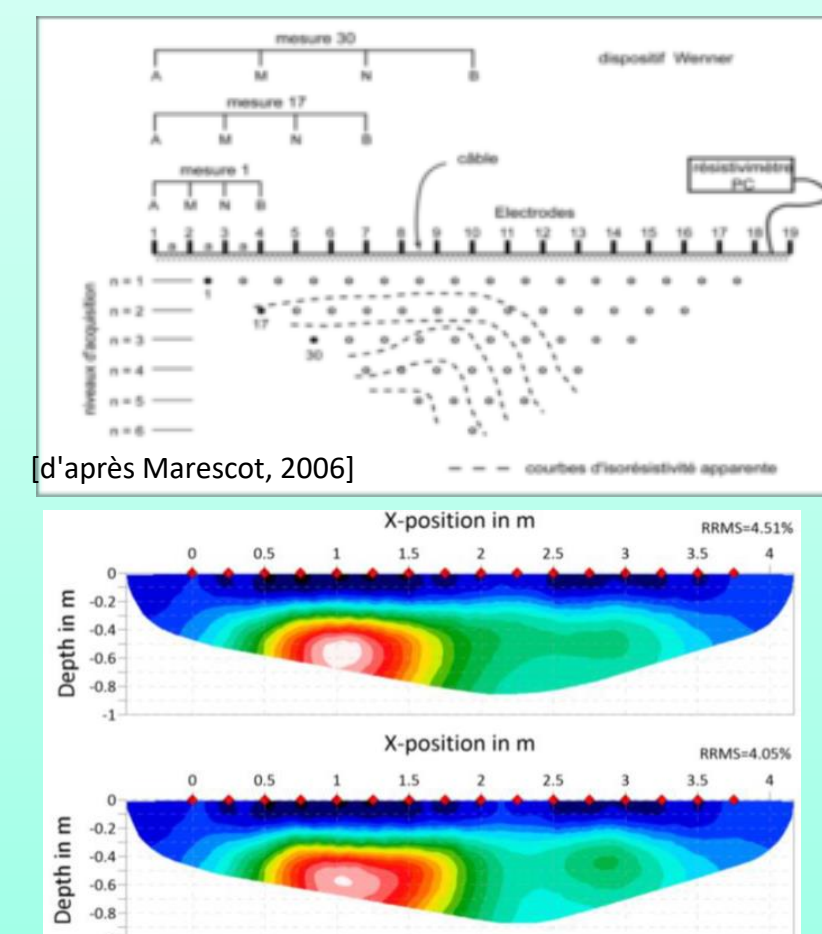 mesure 30
dispositif Wenner
A M N B
mesure 17
A M N B
câble
résistivimètre
PC
mesure 1
A M N B
Electrodes
1 2 3 4 5 6 7 8 9 10 11 12 13 14 15 16 17 18 19
a a a
niveaux d'acquisition
n = 1
1
n = 2
17
n = 3
30
n = 4
n = 5
n = 6
[d'après Marescot, 2006]
courbes d'isorésistivité apparente
X-position in m
RRMS=4.51%
0 0.5 1 1.5 2 2.5 3 3.5 4
Depth in m
0
-0.2
-0.4
-0.6
-0.8
-1
X-position in m
RRMS=4.05%
0 0.5 1 1.5 2 2.5 3 3.5 4
Depth in m
0
-0.2
-0.4
-0.6
-0.8